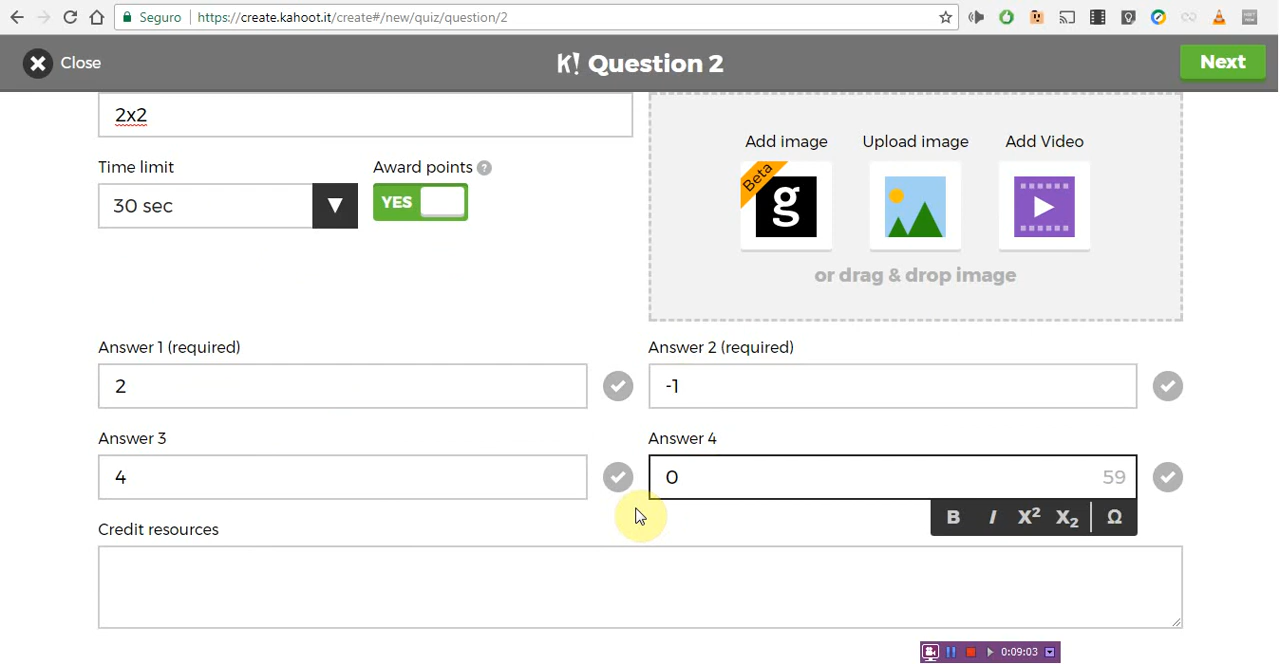 Seguro https://create.kahoot.it/create#/new/quiz/question/2
Close
K! Question 2
Next
2x2
Add image
Upload image
Add Video
Beta
g
Time limit
Award points ?
30 sec
YES
or drag & drop image
Answer 1 (required)
Answer 2 (required)
2
-1
Answer 3
Answer 4
4
0
59
B I X² X₂ Ω
Credit resources
0:09:03